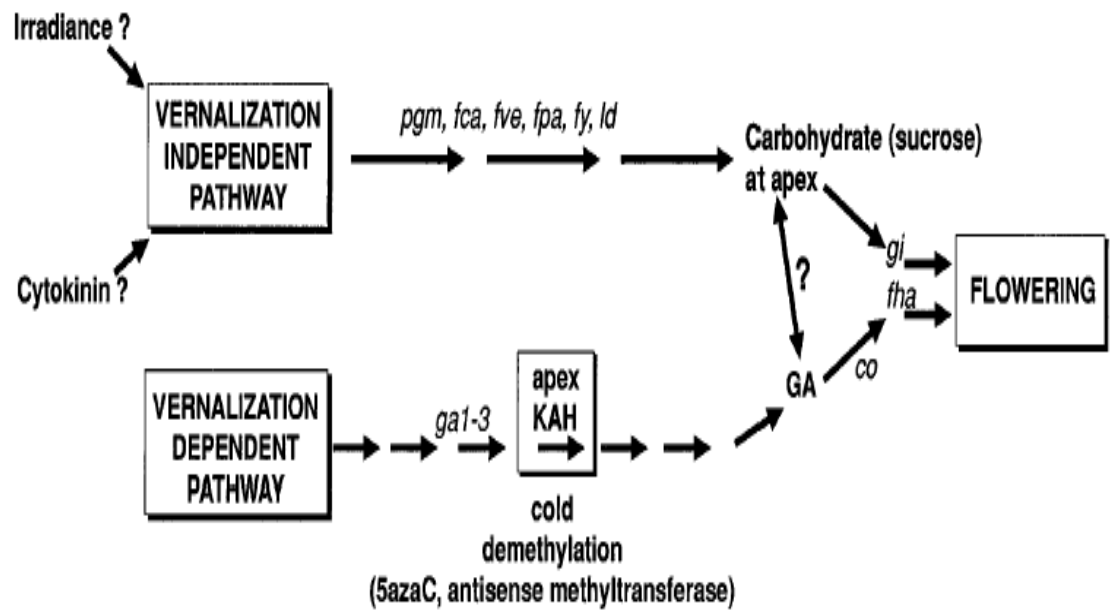 Irradiance ?
VERNALIZATION
INDEPENDENT
PATHWAY
Cytokinin ?
pgm, fca, fve, fpa, fy, ld
Carbohydrate (sucrose)
at apex
?
gi
fha
FLOWERING
GA
co
VERNALIZATION
DEPENDENT
PATHWAY
ga1-3
apex
KAH
cold
demethylation
(5azaC, antisense methyltransferase)